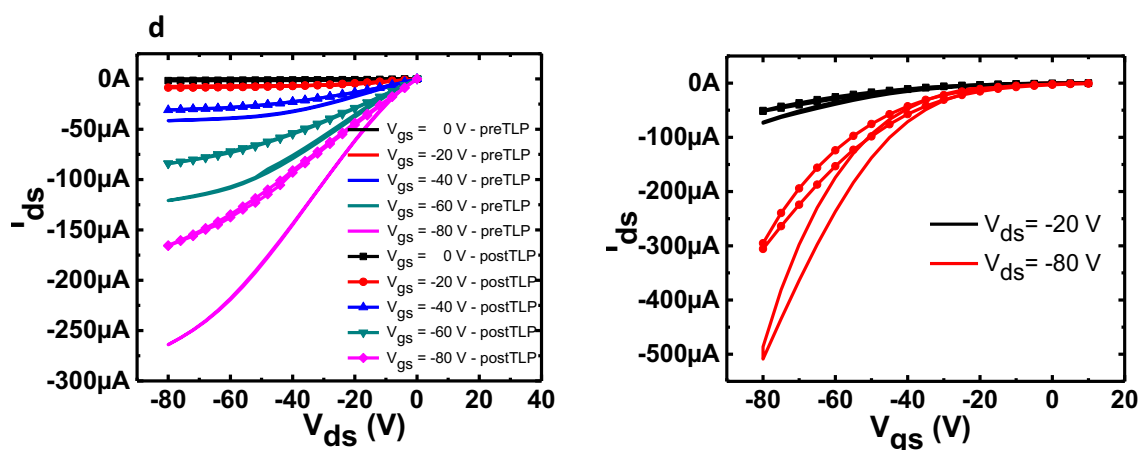 d
0A
-50µA
-100µA
-150µA
-200µA
-250µA
-300µA
Ids
Vgs = 0 V - preTLP
Vgs = -20 V - preTLP
Vgs = -40 V - preTLP
Vgs = -60 V - preTLP
Vgs = -80 V - preTLP
Vgs = 0 V - postTLP
Vgs = -20 V - postTLP
Vgs = -40 V - postTLP
Vgs = -60 V - postTLP
Vgs = -80 V - postTLP
-80 -60 -40 -20 0 20 40
Vds (V)
0A
-100µA
-200µA
-300µA
-400µA
-500µA
Ids
Vds= -20 V
Vds= -80 V
-80 -60 -40 -20 0 20
Vgs (V)